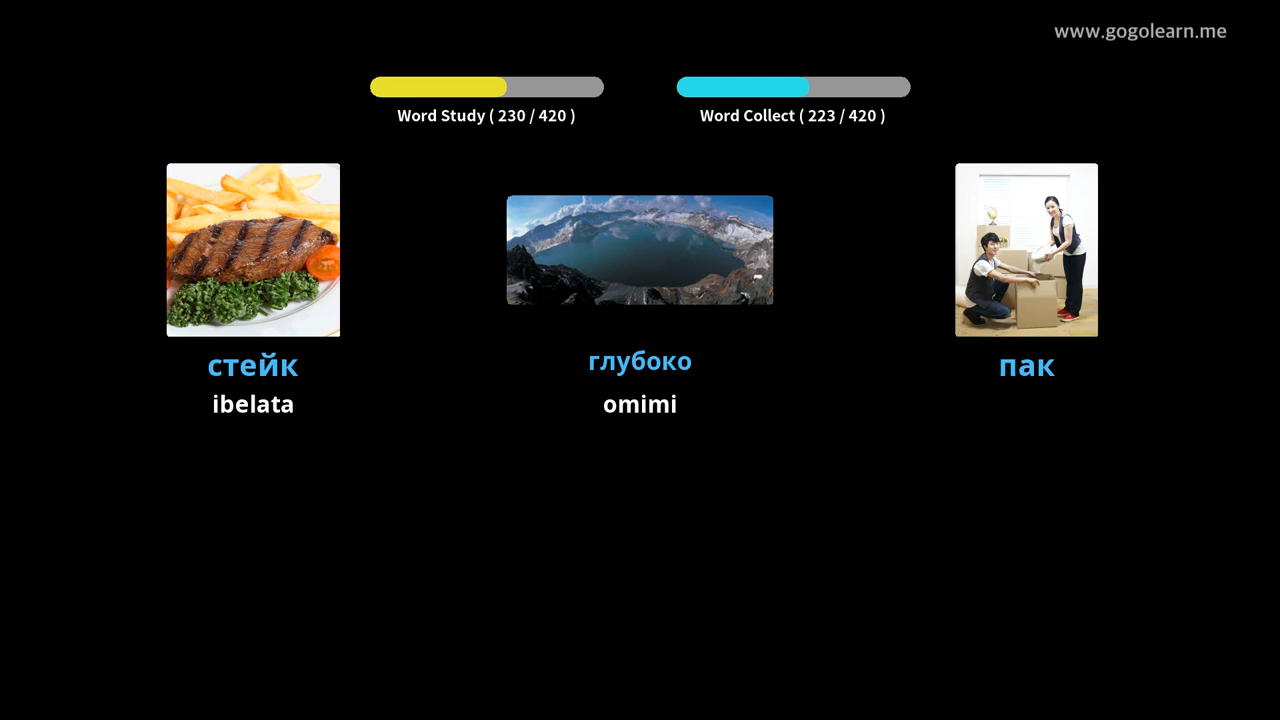 www.gogolearn.me
Word Study ( 230 / 420 )
Word Collect ( 223 / 420 )
стейк
глубоко
пак
ibelata
omimi